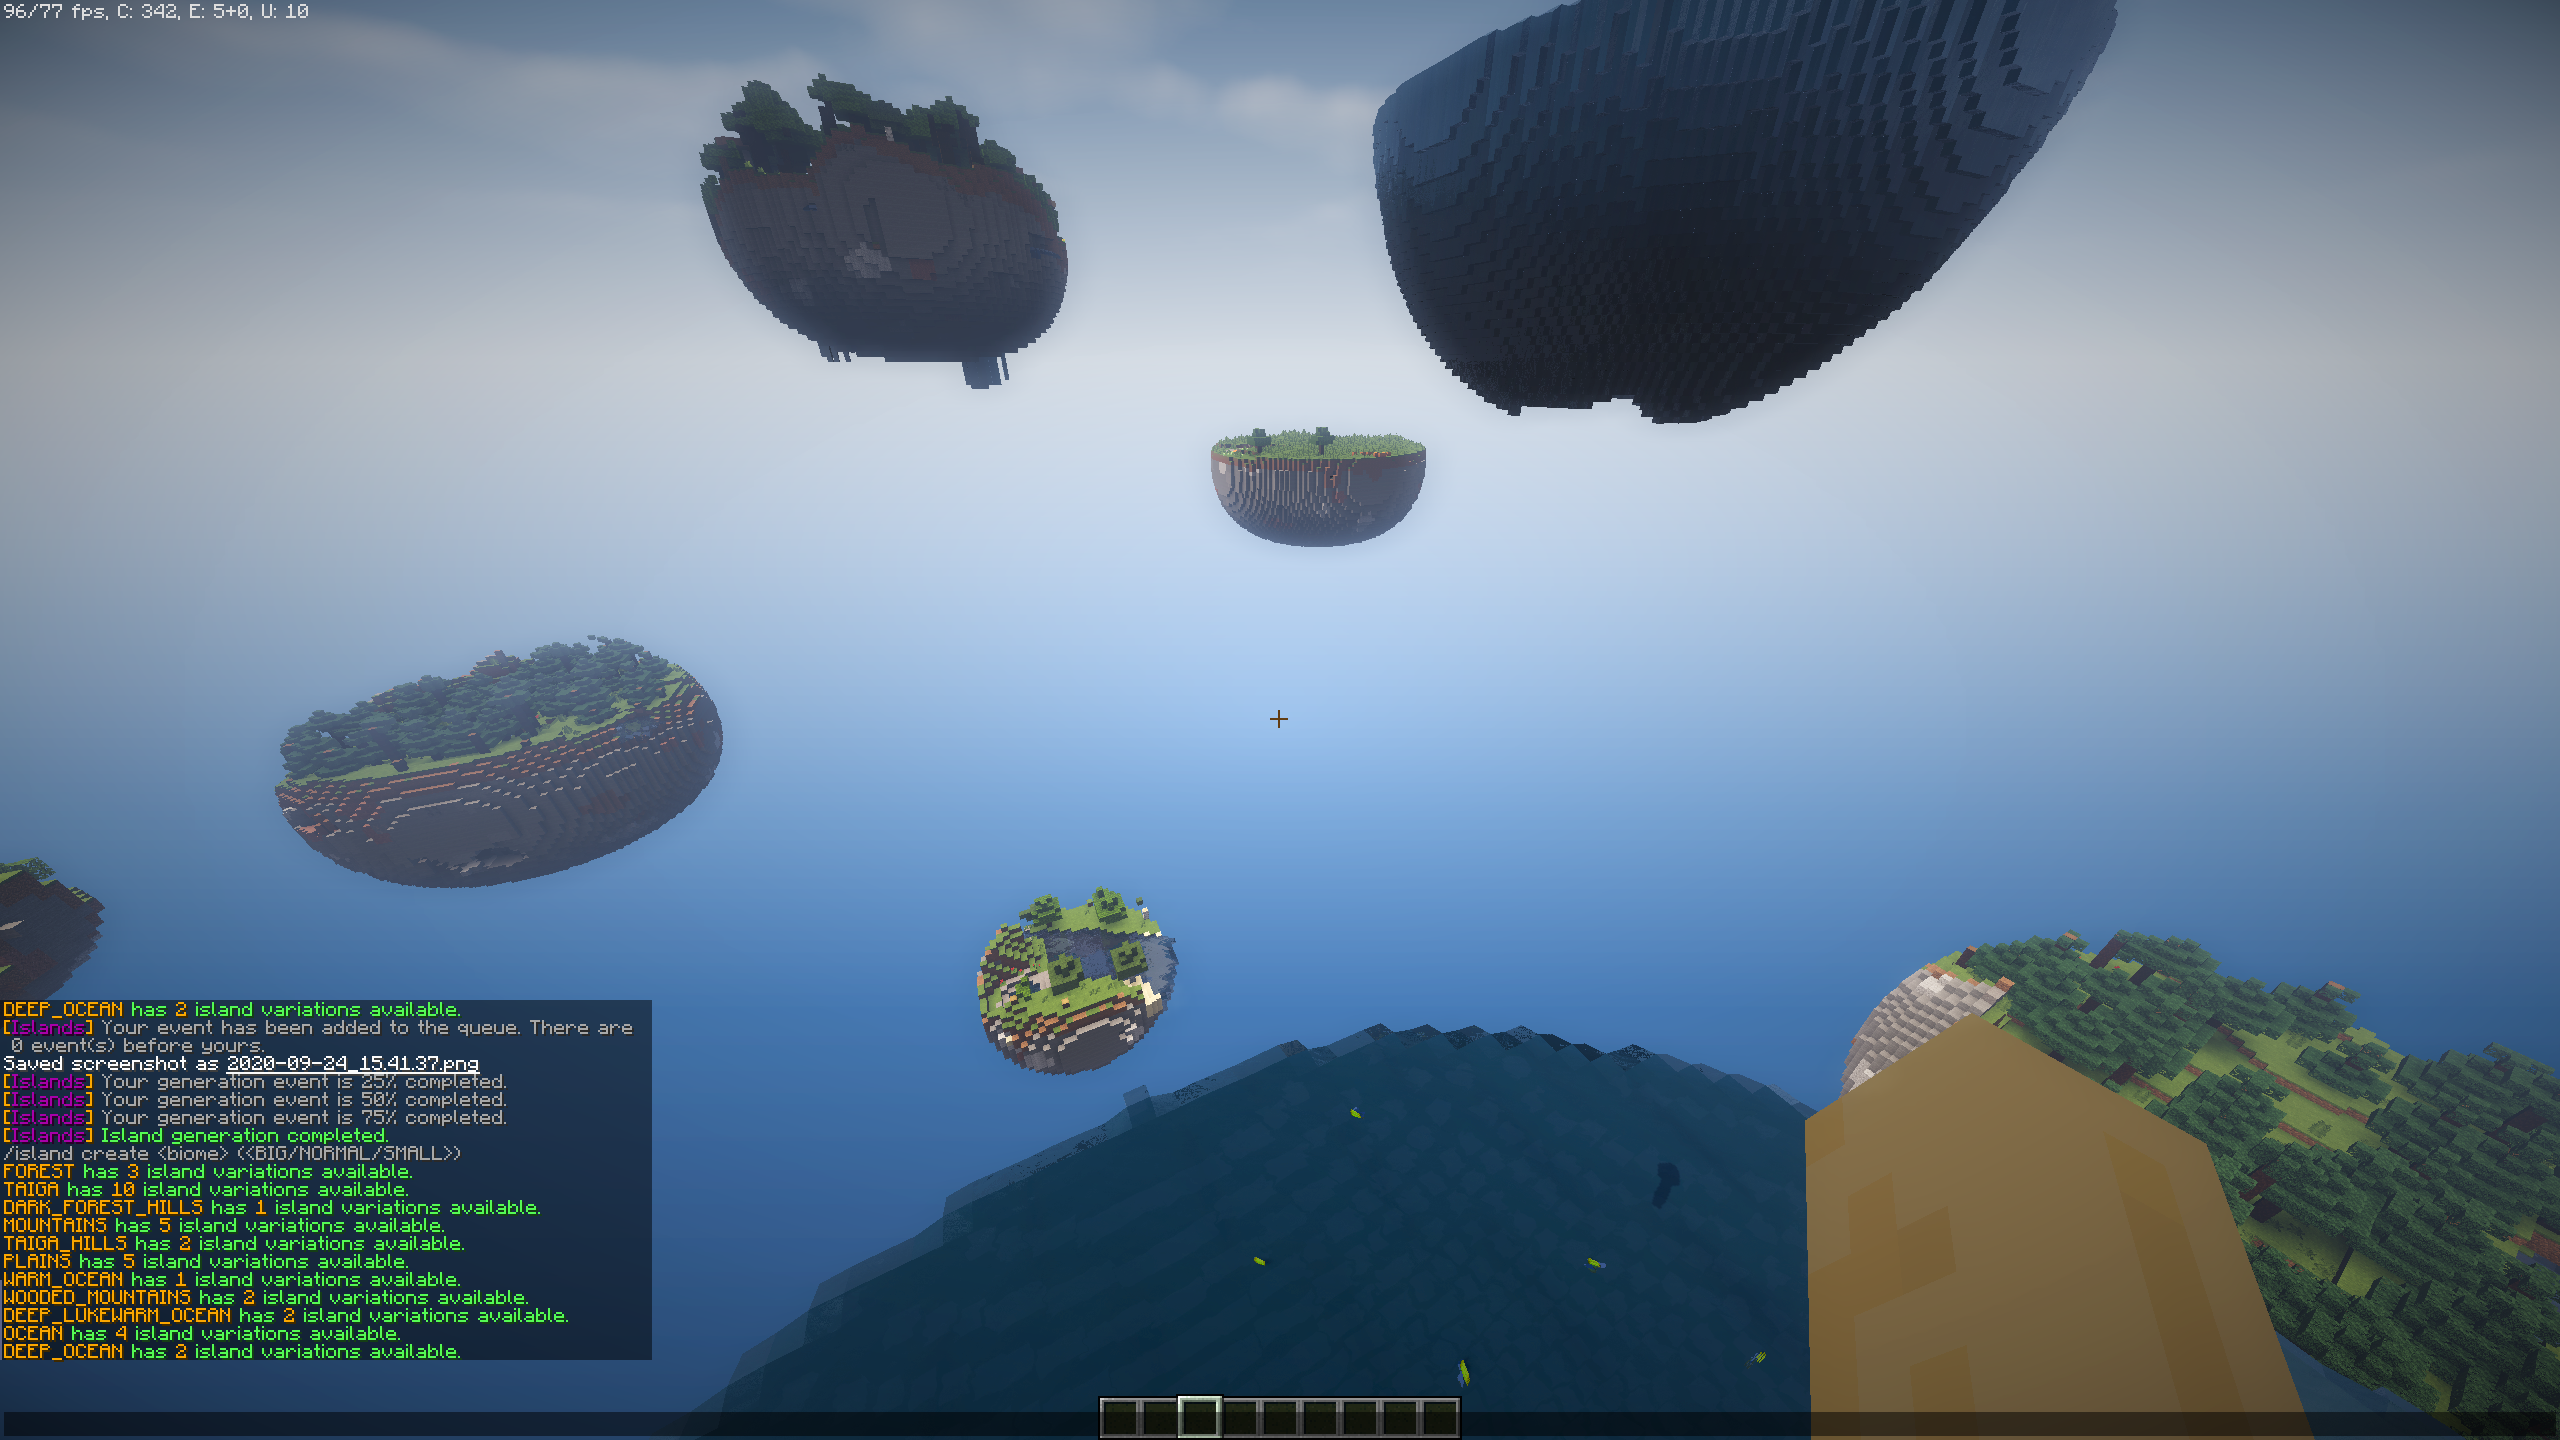 96/77 fps, C: 342, E: 5+0, U: 10
DEEP_OCEAN has 2 island variations available.
[Islands] Your event has been added to the queue. There are
0 event(s) before yours.
Saved screenshot as 2020-09-24_15.41.37.png
[Islands] Your generation event is 25% completed.
[Islands] Your generation event is 50% completed.
[Islands] Your generation event is 75% completed.
[Islands] Island generation completed.
/island create <biome> (<BIG/NORMAL/SMALL>)
FOREST has 3 island variations available.
TAIGA has 10 island variations available.
DARK_FOREST_HILLS has 1 island variations available.
MOUNTAINS has 5 island variations available.
TAIGA_HILLS has 2 island variations available.
PLAINS has 5 island variations available.
WARM_OCEAN has 1 island variations available.
WOODED_MOUNTAINS has 2 island variations available.
DEEP_LUKEWARM_OCEAN has 2 island variations available.
OCEAN has 4 island variations available.
DEEP_OCEAN has 2 island variations available.